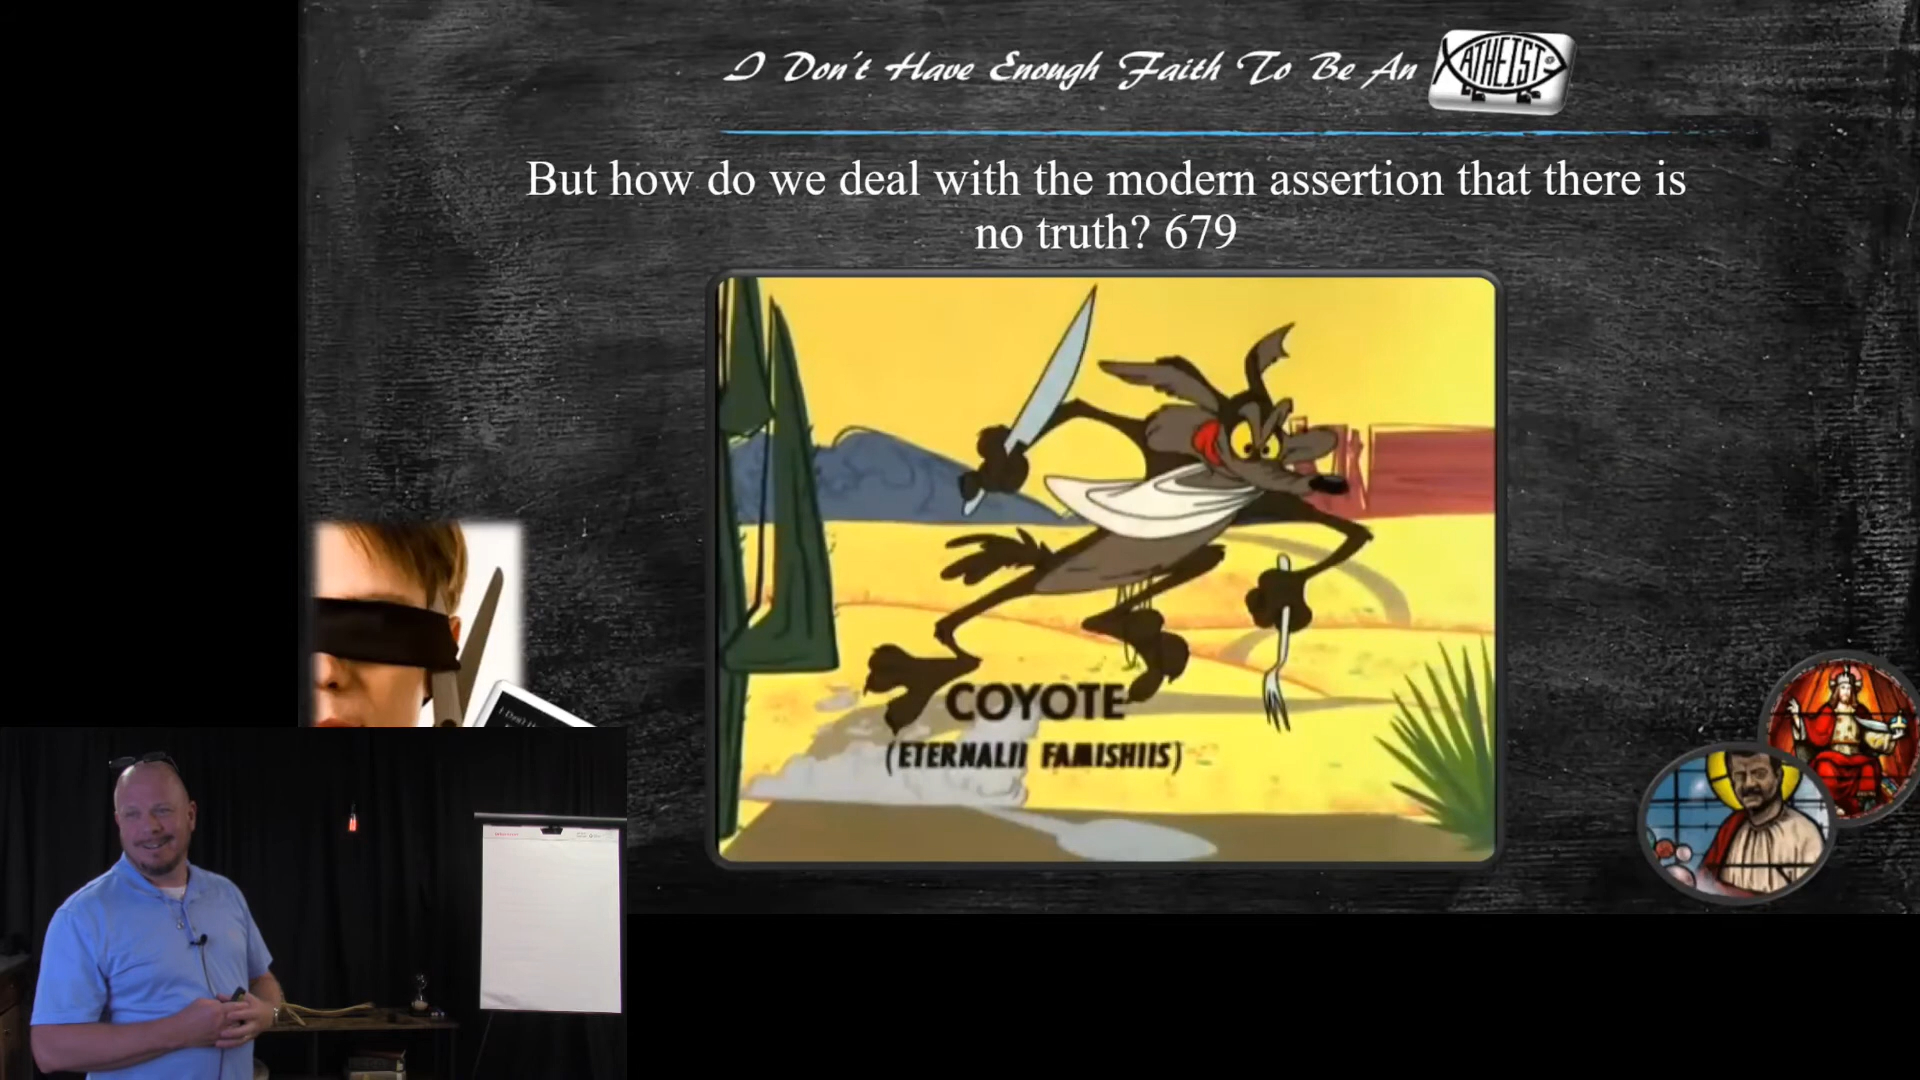 I Don't Have Enough Faith To Be An
ATHEIST
But how do we deal with the modern assertion that there is
no truth? 679
COYOTE
(ETERNALII FAMISHIIS)